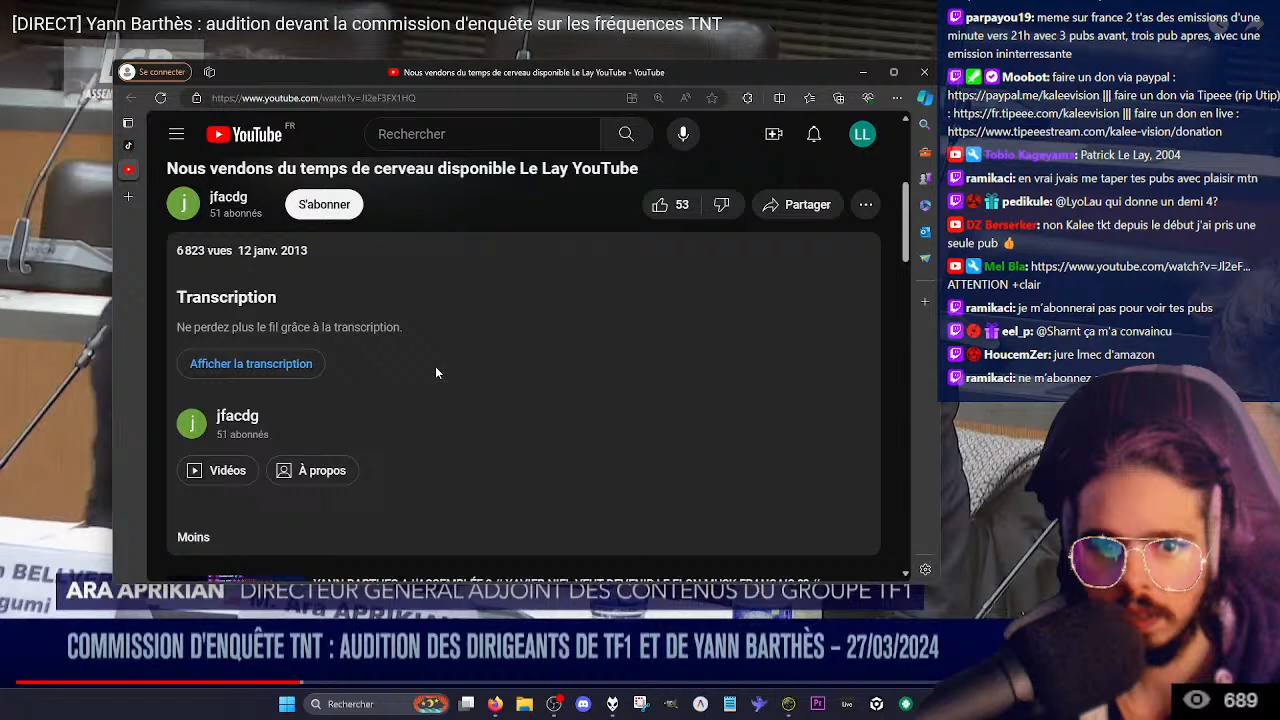 [DIRECT] Yann Barthès : audition devant la commission d'enquête sur les fréquences TNT
Se connecter
Nous vendons du temps de cerveau disponible Le Lay YouTube - YouTube
https://www.youtube.com/watch?v=Jl2eF3FX1HQ
YouTube FR
Rechercher
LL
Nous vendons du temps de cerveau disponible Le Lay YouTube
j
jfacdg
51 abonnés
S'abonner
53
Partager
6 823 vues 12 janv. 2013
Transcription
Ne perdez plus le fil grâce à la transcription.
Afficher la transcription
j
jfacdg
51 abonnés
Vidéos
À propos
Moins
ARA APRIKIAN DIRECTEUR GÉNÉRAL ADJOINT DES CONTENUS DU GROUPE TF1
COMMISSION D'ENQUÊTE TNT : AUDITION DES DIRIGEANTS DE TF1 ET DE YANN BARTHÈS – 27/03/2024
Rechercher
parpayou19: meme sur france 2 t'as des emissions d'une
minute vers 21h avec 3 pubs avant, trois pub apres, avec une
emission ininteressante
Moobot: faire un don via paypal :
https://paypal.me/kaleevision ||| faire un don via Tipeee (rip Utip)
: https://fr.tipeee.com/kaleevision ||| faire un don en live :
https://www.tipeeestream.com/kalee-vision/donation
Tobio Kageyama: Patrick Le Lay, 2004
ramikaci: en vrai jvais me taper tes pubs avec plaisir mtn
pedikule: @LyoLau qui donne un demi 4?
DZ Berserker: non Kalee tkt depuis le début j'ai pris une
seule pub 👍
Mel Bla: https://www.youtube.com/watch?v=Jl2eF...
ATTENTION +clair
ramikaci: je m'abonnerai pas pour voir tes pubs
eel_p: @Sharnt ça m'a convaincu
HoucemZer: jure lmec d'amazon
ramikaci: ne m'abonnez
689